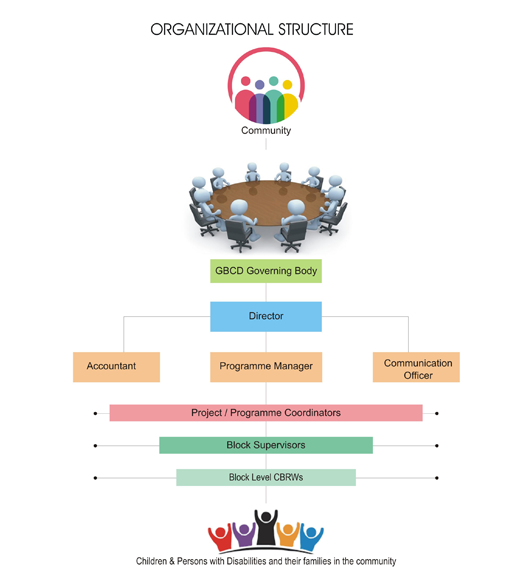 ORGANIZATIONAL STRUCTURE
Community
GBCD Governing Body
Director
Accountant
Programme Manager
Communication
Officer
Project / Programme Coordinators
Block Supervisors
Block Level CBRWs
Children & Persons with Disabilities and their families in the community